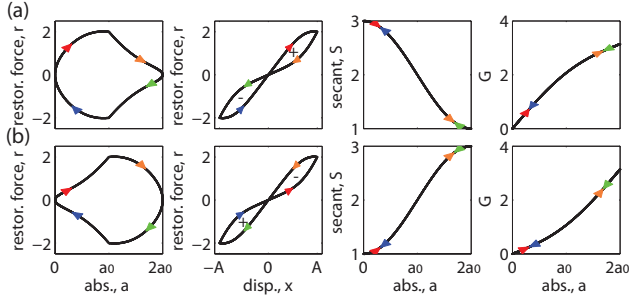 (a)
restor. force, r
2
0
−2
restor. force, r
2
0
−2
+
-
secant, S
3
2
1
G
4
2
0
(b)
restor. force, r
2
0
−2
0 a0 2a0
abs., a
restor. force, r
2
0
−2
-
+
−A 0 A
disp., x
secant, S
3
2
1
0 a0 2a0
abs., a
G
4
2
0
0 a0 2a0
abs., a